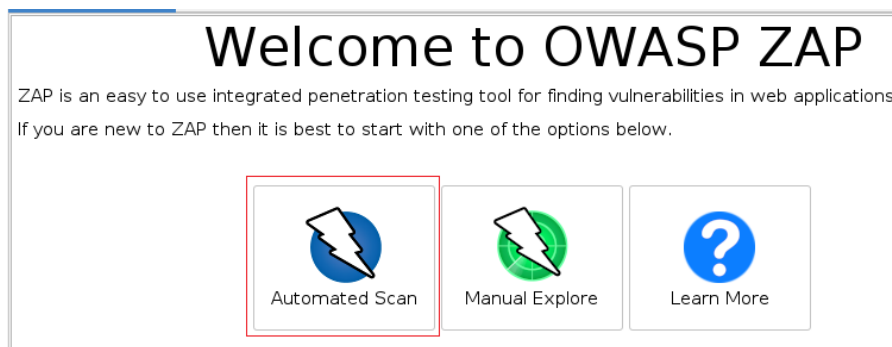 Welcome to OWASP ZAP
ZAP is an easy to use integrated penetration testing tool for finding vulnerabilities in web applications
If you are new to ZAP then it is best to start with one of the options below.
Automated Scan
Manual Explore
Learn More